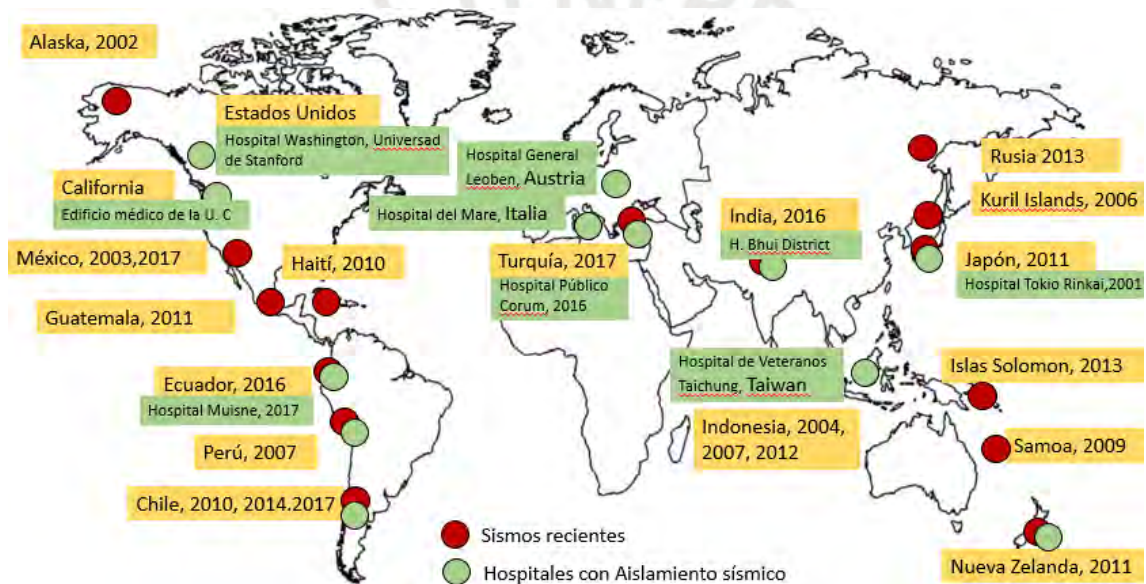 Alaska, 2002
Estados Unidos
Hospital Washington, Universad
de Stanford
Hospital General
Leoben, Austria
Rusia 2013
California
Edificio médico de la U. C
Hospital del Mare, Italia
India, 2016
H. Bhui District
Kuril Islands, 2006
México, 2003,2017
Haití, 2010
Turquía, 2017
Hospital Público
Corum, 2016
Japón, 2011
Hospital Tokio Rinkai,2001
Guatemala, 2011
Ecuador, 2016
Hospital Muisne, 2017
Hospital de Veteranos
Taichung, Taiwan
Islas Solomon, 2013
Perú, 2007
Indonesia, 2004,
2007, 2012
Samoa, 2009
Chile, 2010, 2014.2017
Sismos recientes
Hospitales con Aislamiento sísmico
Nueva Zelanda, 2011